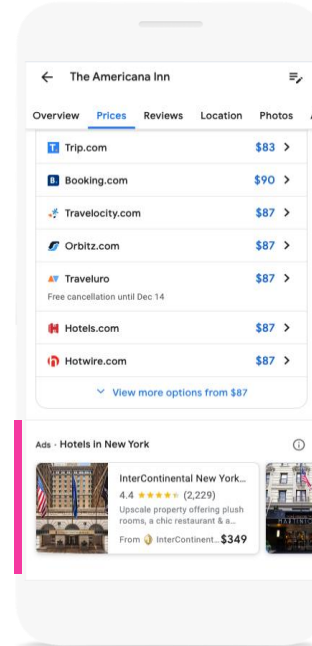 The Americana Inn
Overview Prices Reviews Location Photos
Trip.com $83
Booking.com $90
Travelocity.com $87
Orbitz.com $87
Traveluro $87
Free cancellation until Dec 14
Hotels.com $87
Hotwire.com $87
View more options from $87
Ads · Hotels in New York
InterContinental New York...
4.4 (2,229)
Upscale property offering plush
rooms, a chic restaurant & a...
From InterContinent... $349